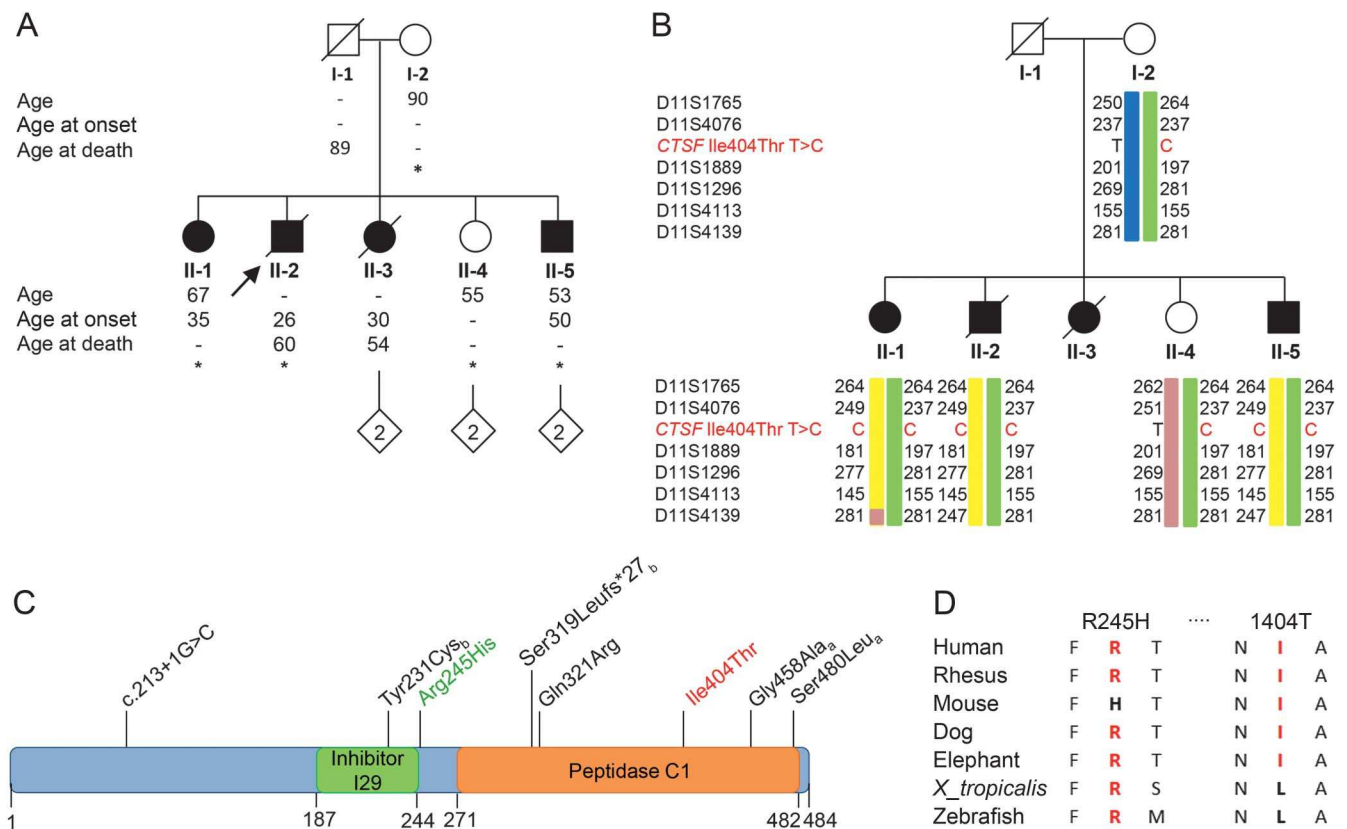 A
I-1 I-2
Age - 90
Age at onset - -
Age at death 89 -
*
II-1 II-2 II-3 II-4 II-5
Age 67 - - 55 53
Age at onset 35 26 30 - 50
Age at death - 60 54 - -
* * * *
2 2 2
B
I-1 I-2
D11S1765 250 264
D11S4076 237 237
CTSF Ile404Thr T>C T C
D11S1889 201 197
D11S1296 269 281
D11S4113 155 155
D11S4139 281 281
II-1 II-2 II-3 II-4 II-5
D11S1765 264 264 264 264 262 264 264 264
D11S4076 249 237 249 237 251 237 249 237
CTSF Ile404Thr T>C C C C C T C C C
D11S1889 181 197 181 197 201 197 181 197
D11S1296 277 281 277 281 269 281 277 281
D11S4113 145 155 145 155 155 155 145 155
D11S4139 281 281 247 281 281 281 247 281
C
c.213+1G>C
Tyr231Cysb
Arg245His
Ser319Leufs*27b
Gln321Arg
Ile404Thr
Gly458Alaa
Ser480Leua
Inhibitor
I29
Peptidase C1
1 187 244 271 482 484
D
R245H .... 1404T
Human F R T N I A
Rhesus F R T N I A
Mouse F H T N I A
Dog F R T N I A
Elephant F R T N I A
X_tropicalis F R S N L A
Zebrafish F R M N L A